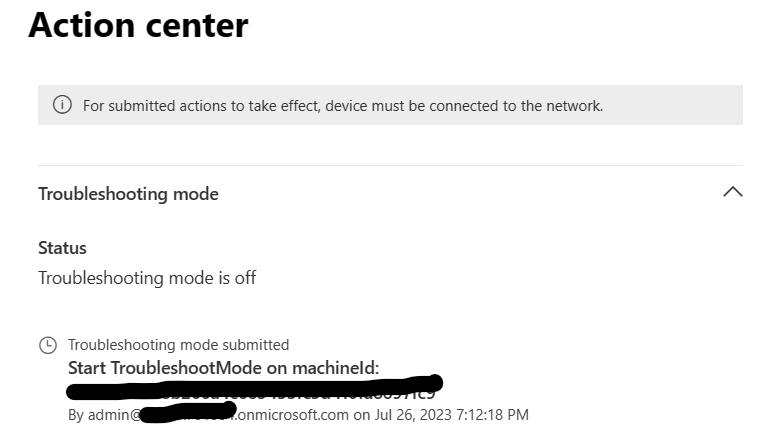 Action center
For submitted actions to take effect, device must be connected to the network.
Troubleshooting mode
Status
Troubleshooting mode is off
Troubleshooting mode submitted
Start TroubleshootMode on machineId:
By admin@ .onmicrosoft.com on Jul 26, 2023 7:12:18 PM